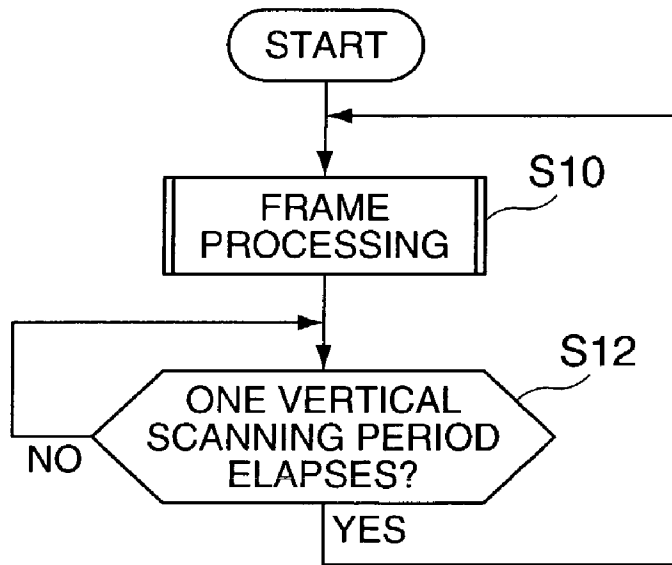 START
FRAME
PROCESSING
S10
ONE VERTICAL
SCANNING PERIOD
ELAPSES?
S12
NO
YES